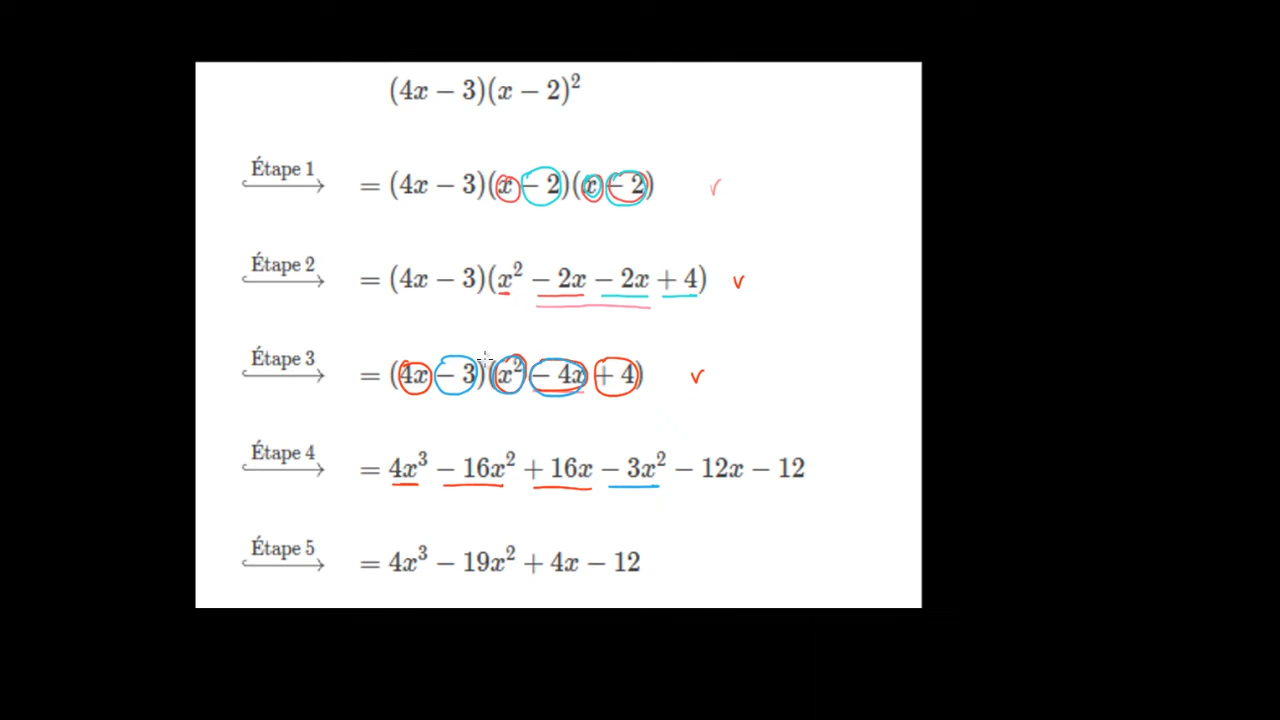 (4x − 3)(x − 2)²
Étape 1 = (4x − 3)(x − 2)(x − 2) v
Étape 2 = (4x − 3)(x² − 2x − 2x + 4) v
Étape 3 = (4x − 3)(x² − 4x + 4) v
Étape 4 = 4x³ − 16x² + 16x − 3x² − 12x − 12
Étape 5 = 4x³ − 19x² + 4x − 12